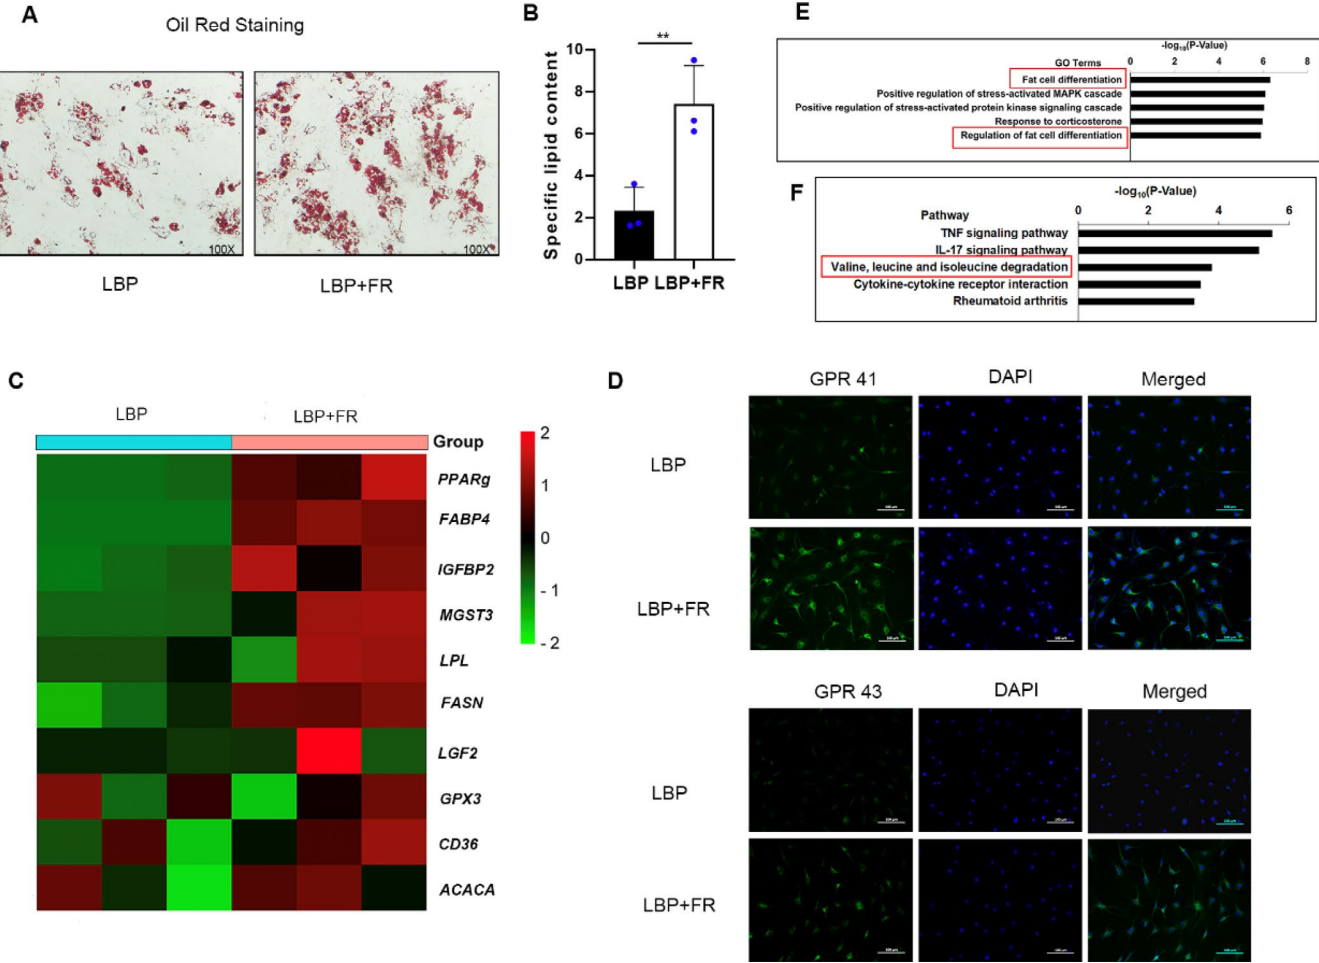 A
Oil Red Staining
100X
100X
LBP
LBP+FR
B
Specific lipid content
10
8
6
4
2
0
**
LBP LBP+FR
E
-log10(P-Value)
GO Terms
0 2 4 6 8
Fat cell differentiation
Positive regulation of stress-activated MAPK cascade
Positive regulation of stress-activated protein kinase signaling cascade
Response to corticosterone
Regulation of fat cell differentiation
F
-log10(P-Value)
Pathway
0 2 4 6
TNF signaling pathway
IL-17 signaling pathway
Valine, leucine and isoleucine degradation
Cytokine-cytokine receptor interaction
Rheumatoid arthritis
C
LBP LBP+FR
Group
PPARg
FABP4
IGFBP2
MGST3
LPL
FASN
LGF2
GPX3
CD36
ACACA
2
1
0
- 1
- 2
D
GPR 41 DAPI Merged
LBP
LBP+FR
GPR 43 DAPI Merged
LBP
LBP+FR